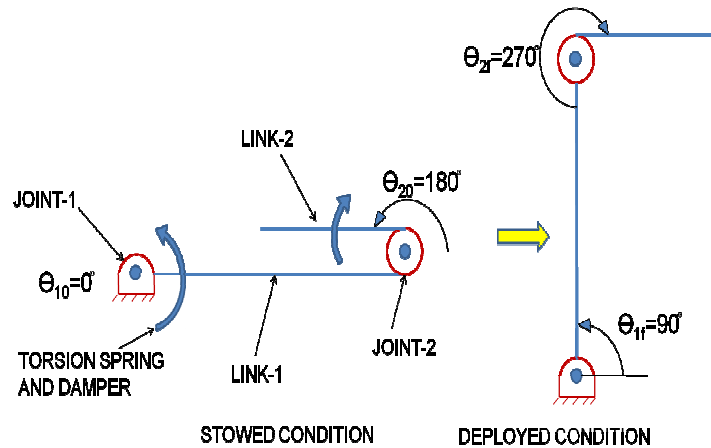 Θ2f=270°
LINK-2
Θ20=180°
JOINT-1
Θ10=0°
Θ1f=90°
TORSION SPRING
AND DAMPER
LINK-1
JOINT-2
STOWED CONDITION
DEPLOYED CONDITION